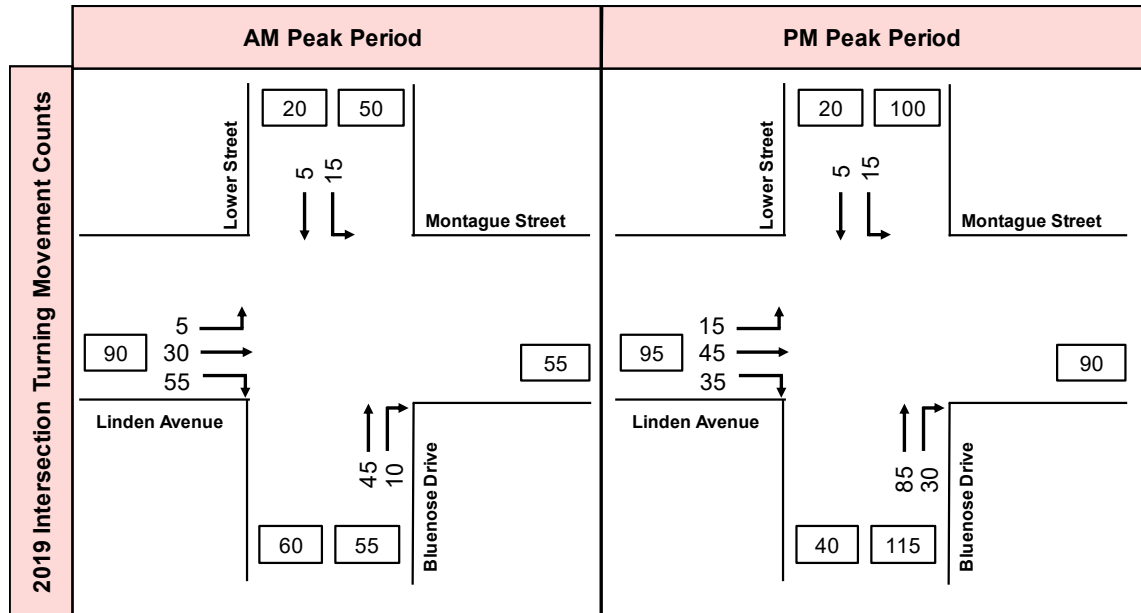 AM Peak Period
PM Peak Period
2019 Intersection Turning Movement Counts
20 50
Lower Street
5 15
Montague Street
5
90 30
55
55
Linden Avenue
45 10
Bluenose Drive
60 55
20 100
Lower Street
5 15
Montague Street
15
95 45
35
90
Linden Avenue
85 30
Bluenose Drive
40 115